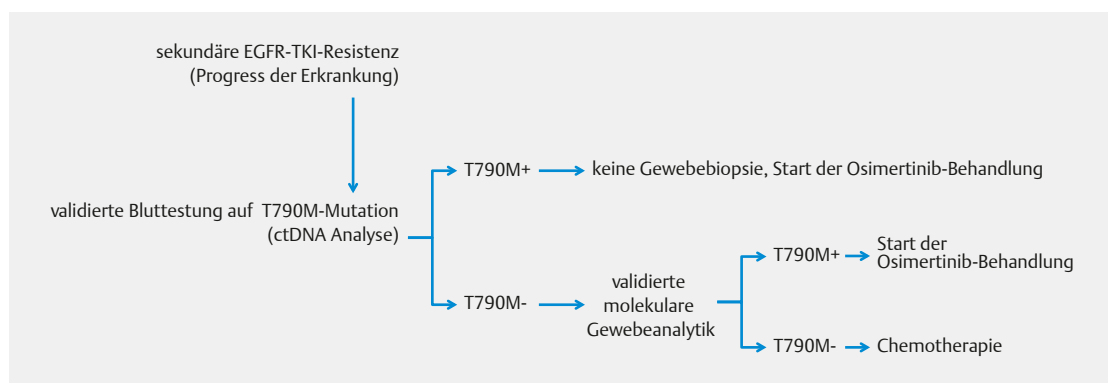 sekundäre EGFR-TKI-Resistenz
(Progress der Erkrankung)
T790M+
keine Gewebebiopsie, Start der Osimertinib-Behandlung
validierte Bluttestung auf T790M-Mutation
(ctDNA Analyse)
T790M-
validierte
molekulare
Gewebeanalytik
T790M+
Start der
Osimertinib-Behandlung
T790M-
Chemotherapie